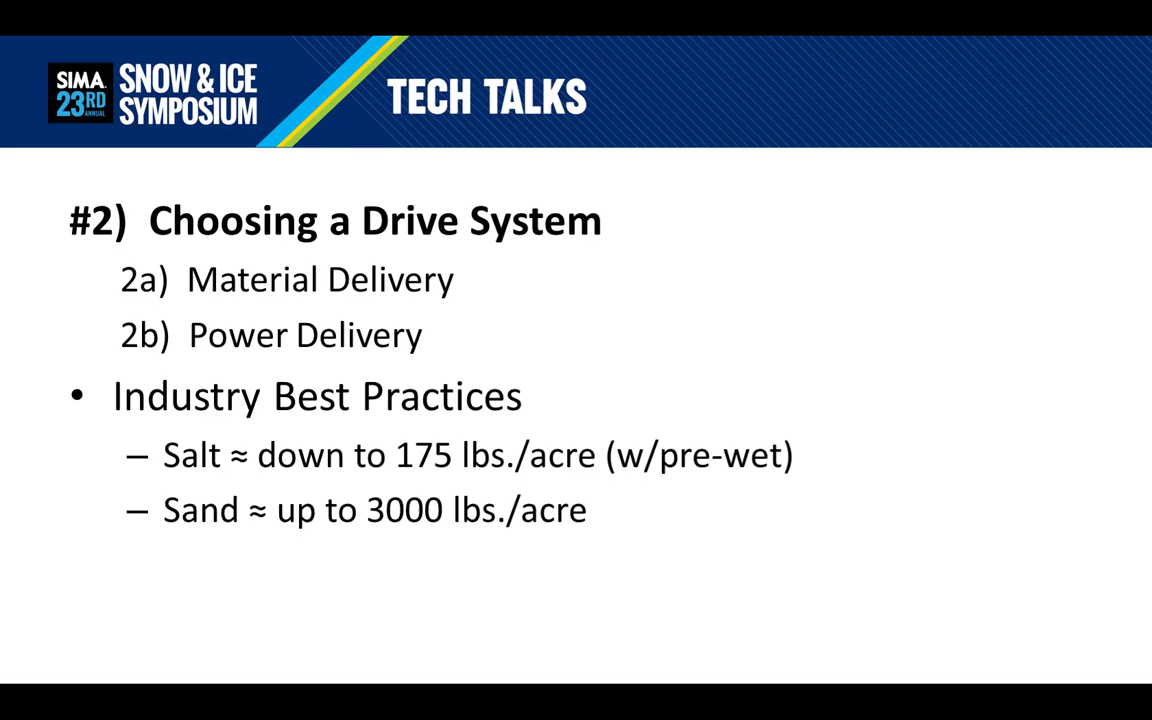 SIMA
23RD
ANNUAL
SNOW & ICE
SYMPOSIUM
TECH TALKS
#2) Choosing a Drive System
2a) Material Delivery
2b) Power Delivery
• Industry Best Practices
– Salt ≈ down to 175 lbs./acre (w/pre-wet)
– Sand ≈ up to 3000 lbs./acre